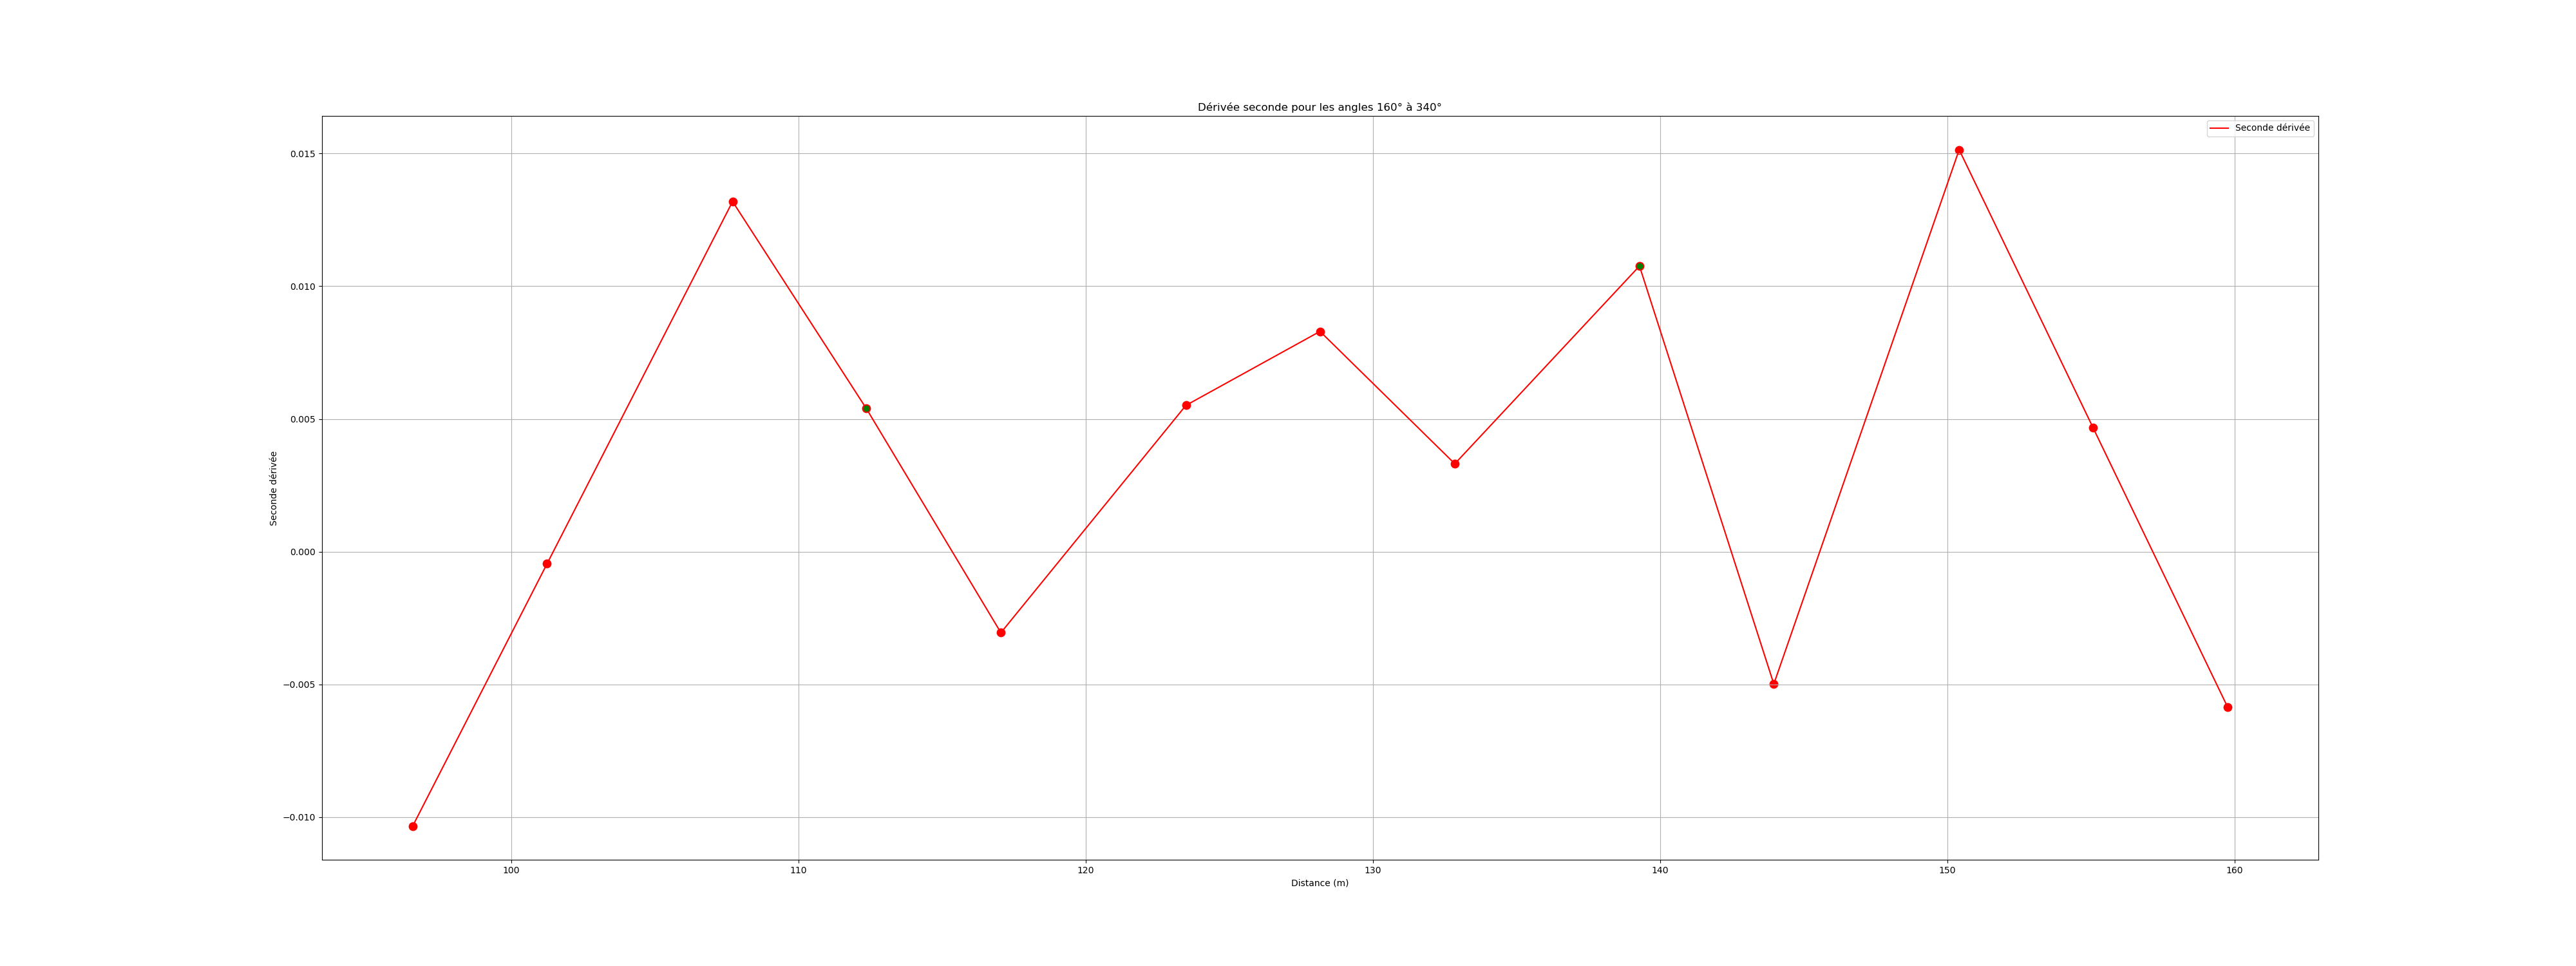 Dérivée seconde pour les angles 160° à 340°
Seconde dérivée
0.015
0.010
0.005
0.000
−0.005
−0.010
Seconde dérivée
100 110 120 130 140 150 160
Distance (m)